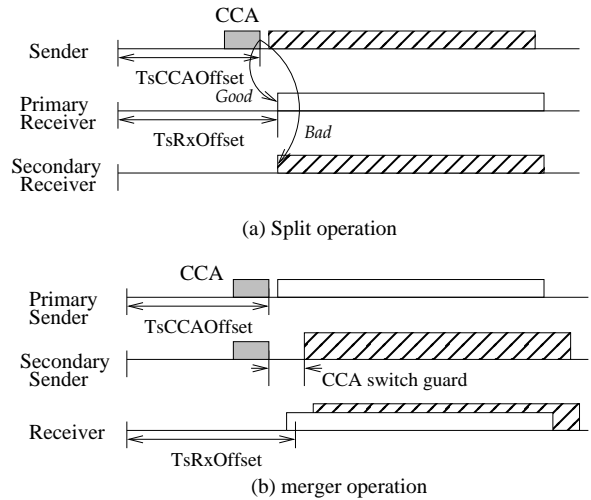 CCA
Sender
TsCCAOffset
Good
Primary
Receiver
TsRxOffset
Bad
Secondary
Receiver
(a) Split operation
CCA
Primary
Sender
TsCCAOffset
Secondary
Sender
CCA switch guard
Receiver
TsRxOffset
(b) merger operation